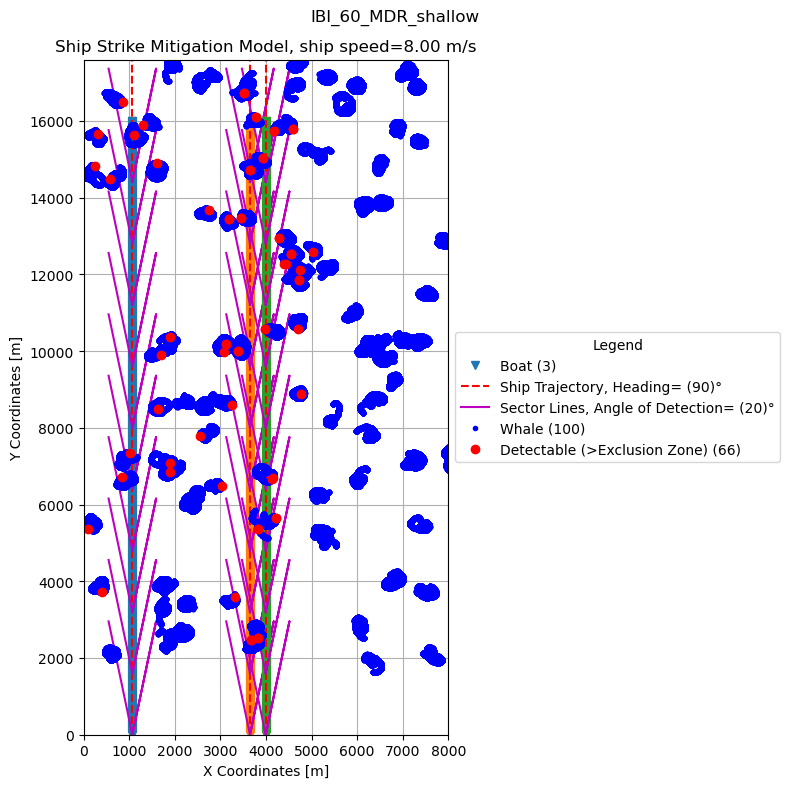 IBI_60_MDR_shallow
Ship Strike Mitigation Model, ship speed=8.00 m/s
16000
14000
12000
10000
8000
6000
4000
2000
0
Y Coordinates [m]
0 1000 2000 3000 4000 5000 6000 7000 8000
X Coordinates [m]
Legend
Boat (3)
Ship Trajectory, Heading= (90)°
Sector Lines, Angle of Detection= (20)°
Whale (100)
Detectable (>Exclusion Zone) (66)